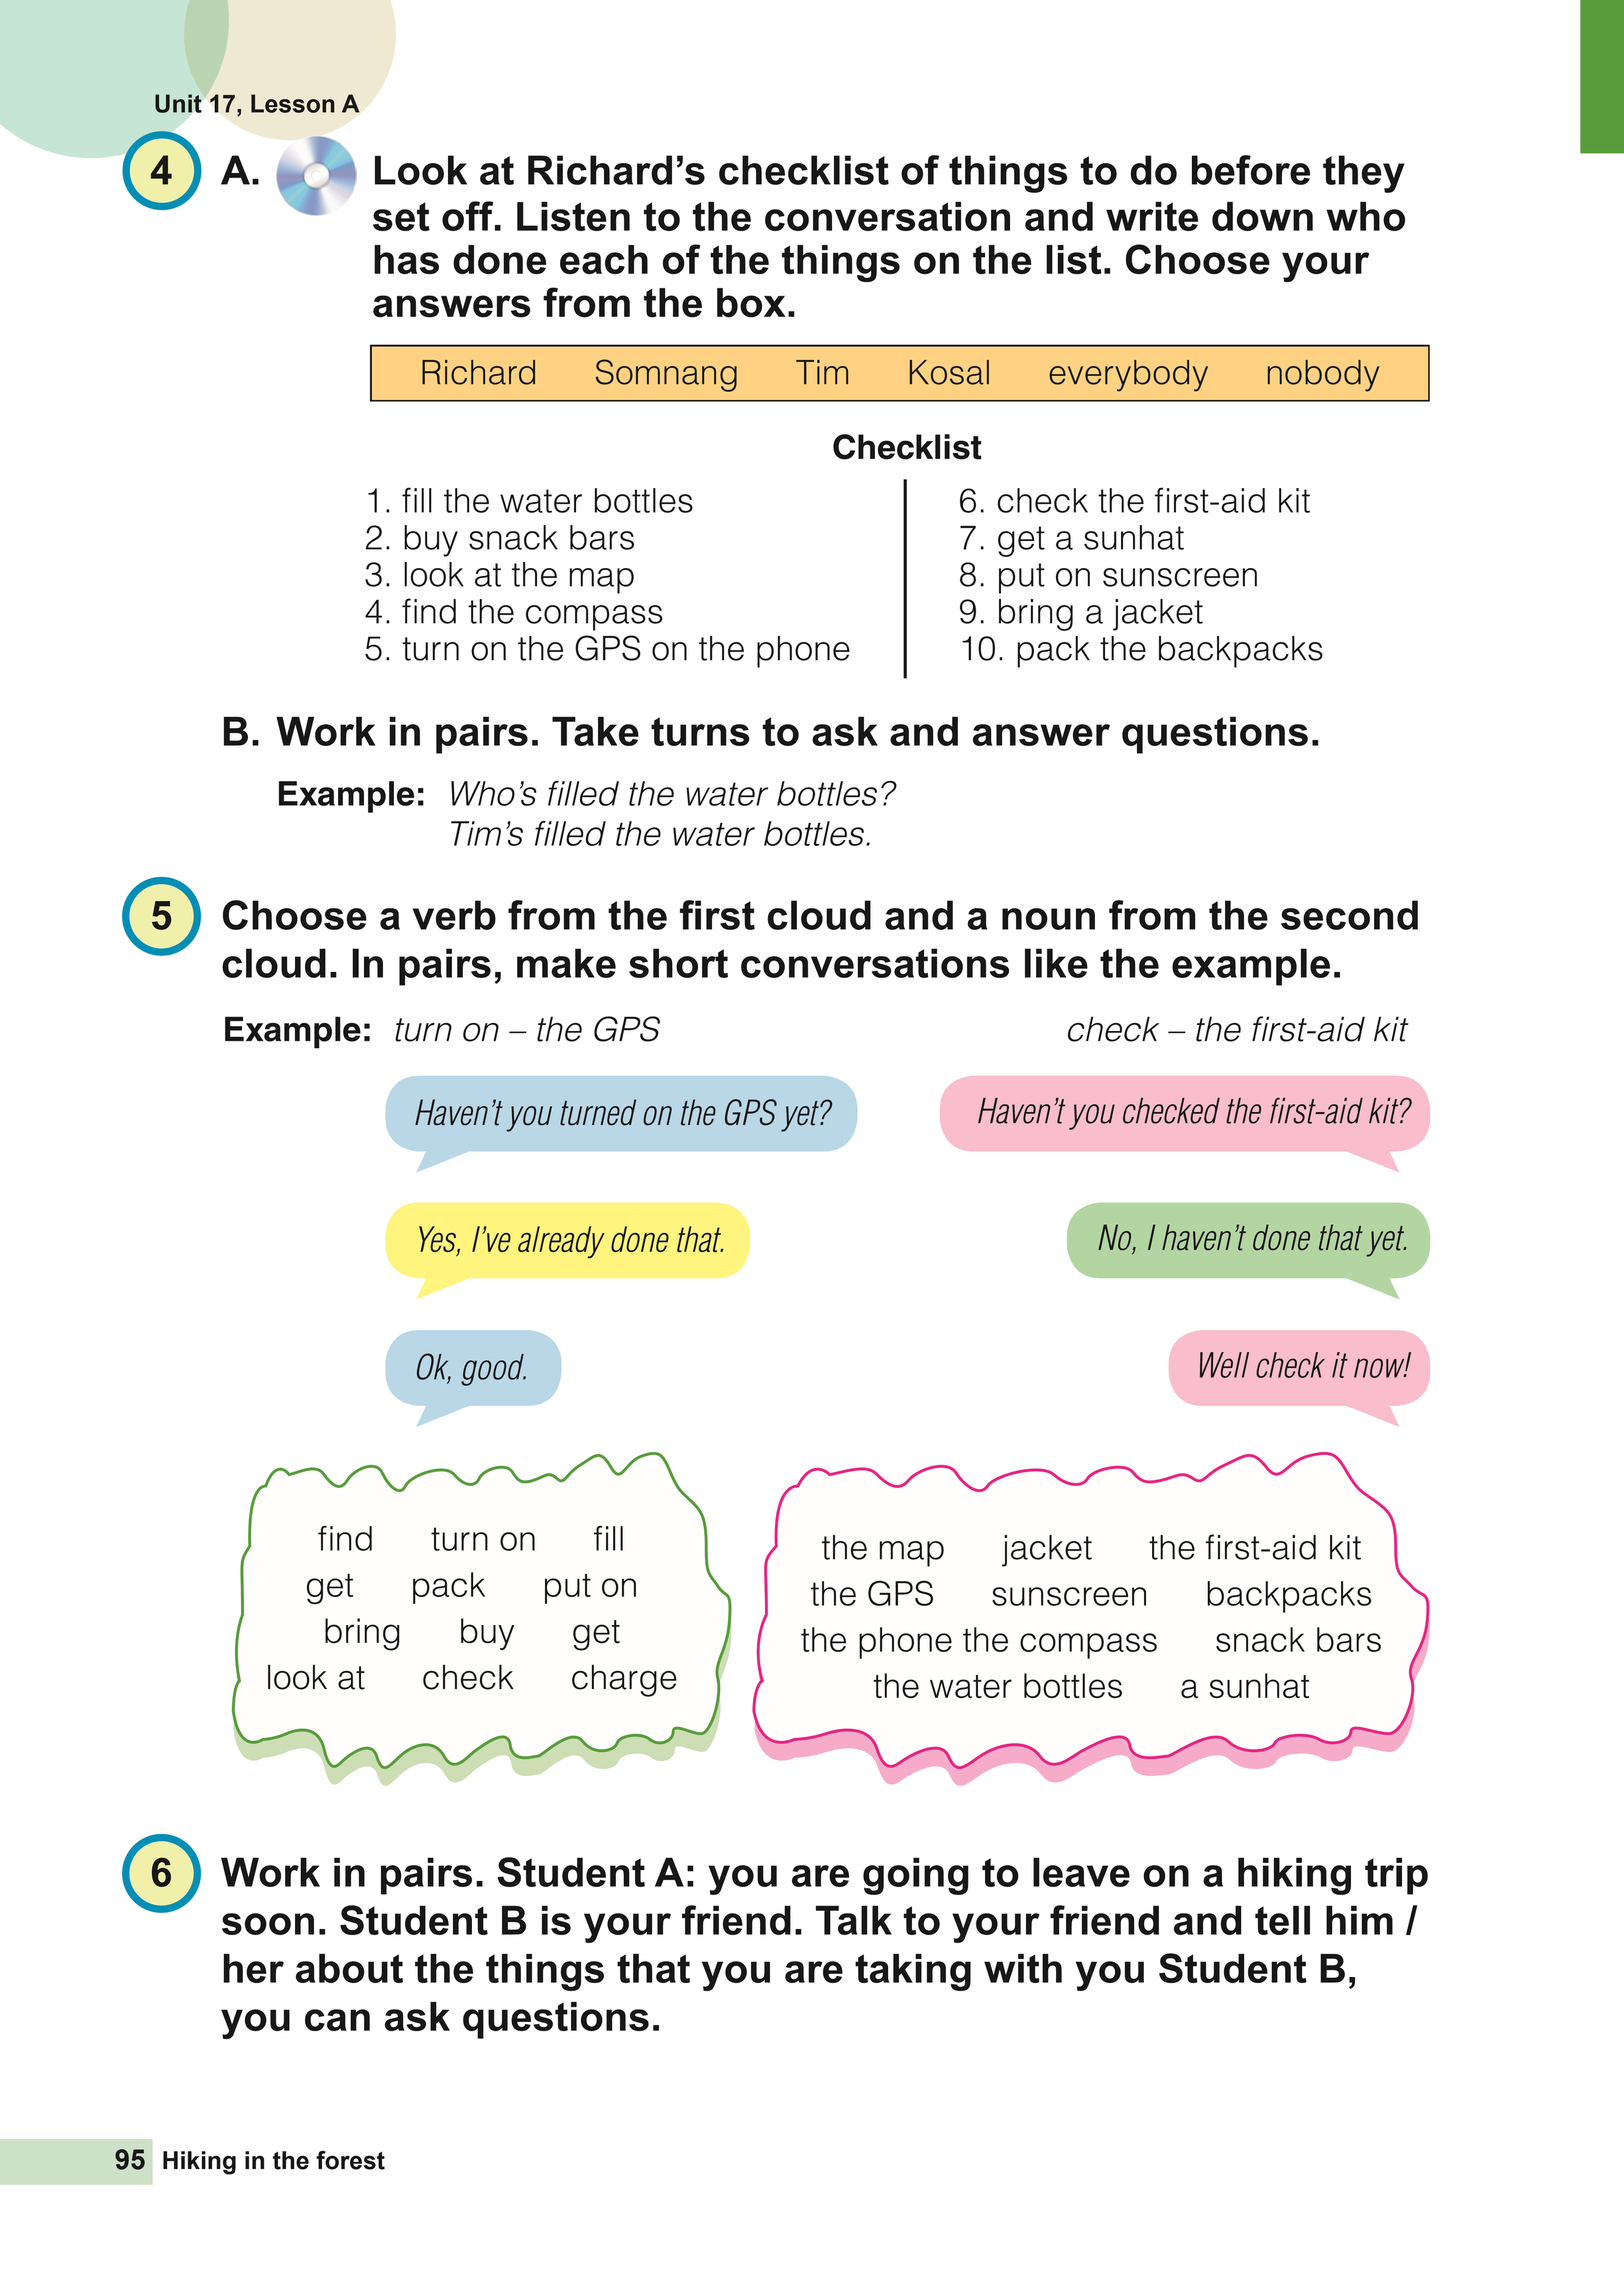 Unit 17, Lesson A
4 A. Look at Richard’s checklist of things to do before they
set off. Listen to the conversation and write down who
has done each of the things on the list. Choose your
answers from the box.
Richard Somnang Tim Kosal everybody nobody
Checklist
1. fill the water bottles
2. buy snack bars
3. look at the map
4. find the compass
5. turn on the GPS on the phone
6. check the first-aid kit
7. get a sunhat
8. put on sunscreen
9. bring a jacket
10. pack the backpacks
B. Work in pairs. Take turns to ask and answer questions.
Example: Who’s filled the water bottles?
Tim’s filled the water bottles.
5 Choose a verb from the first cloud and a noun from the second
cloud. In pairs, make short conversations like the example.
Example: turn on – the GPS check – the first-aid kit
Haven’t you turned on the GPS yet?
Yes, I’ve already done that.
Ok, good.
Haven’t you checked the first-aid kit?
No, I haven’t done that yet.
Well check it now!
find turn on fill
get pack put on
bring buy get
look at check charge
the map jacket the first-aid kit
the GPS sunscreen backpacks
the phone the compass snack bars
the water bottles a sunhat
6 Work in pairs. Student A: you are going to leave on a hiking trip
soon. Student B is your friend. Talk to your friend and tell him /
her about the things that you are taking with you Student B,
you can ask questions.
95 Hiking in the forest